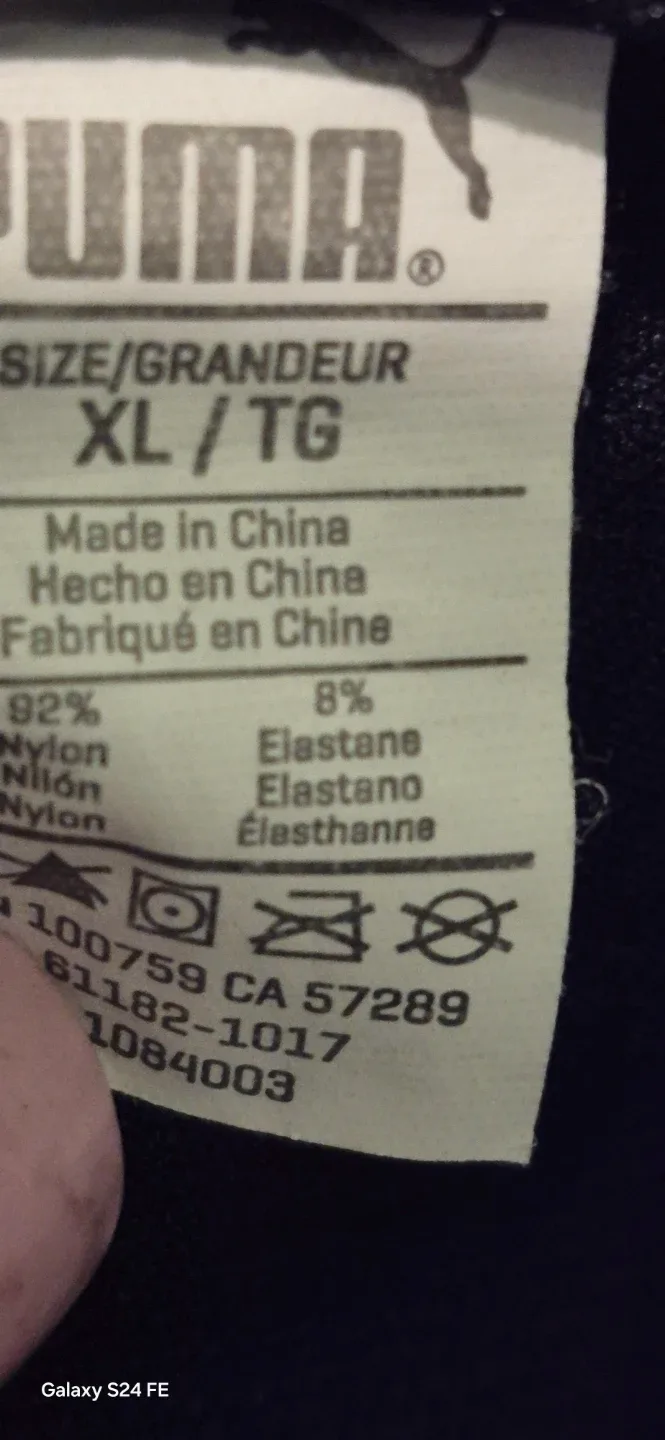 PUMA®
SIZE/GRANDEUR
XL / TG
Made in China
Hecho en China
Fabriqué en Chine
92% 8%
Nylon Elastane
Nilón Elastano
Nylon Élasthanne
100759 CA 57289
61182-1017
1084003
Galaxy S24 FE